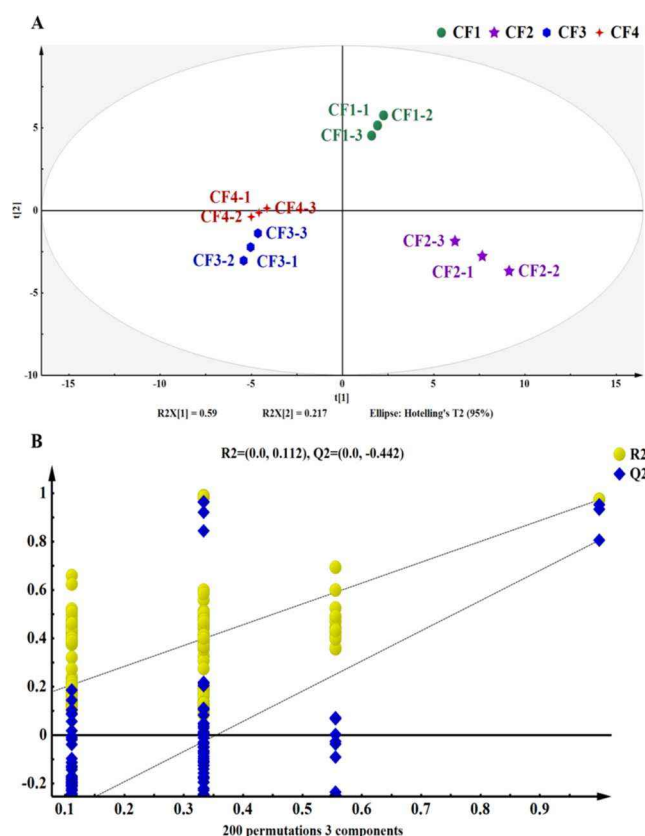 A
CF1 CF2 CF3 CF4
CF1-1
CF1-2
CF1-3
CF4-1
CF4-3
CF4-2
CF3-3
CF3-2
CF3-1
CF2-3
CF2-1
CF2-2
t[2]
5
0
-5
-10
-15 -10 -5 0 5 10 15
t[1]
R2X[1] = 0.59 R2X[2] = 0.217 Ellipse: Hotelling's T2 (95%)
B
R2=(0.0, 0.112), Q2=(0.0, -0.442)
R2
Q2
1
0.8
0.6
0.4
0.2
0
-0.2
0.1 0.2 0.3 0.4 0.5 0.6 0.7 0.8 0.9
200 permutations 3 components